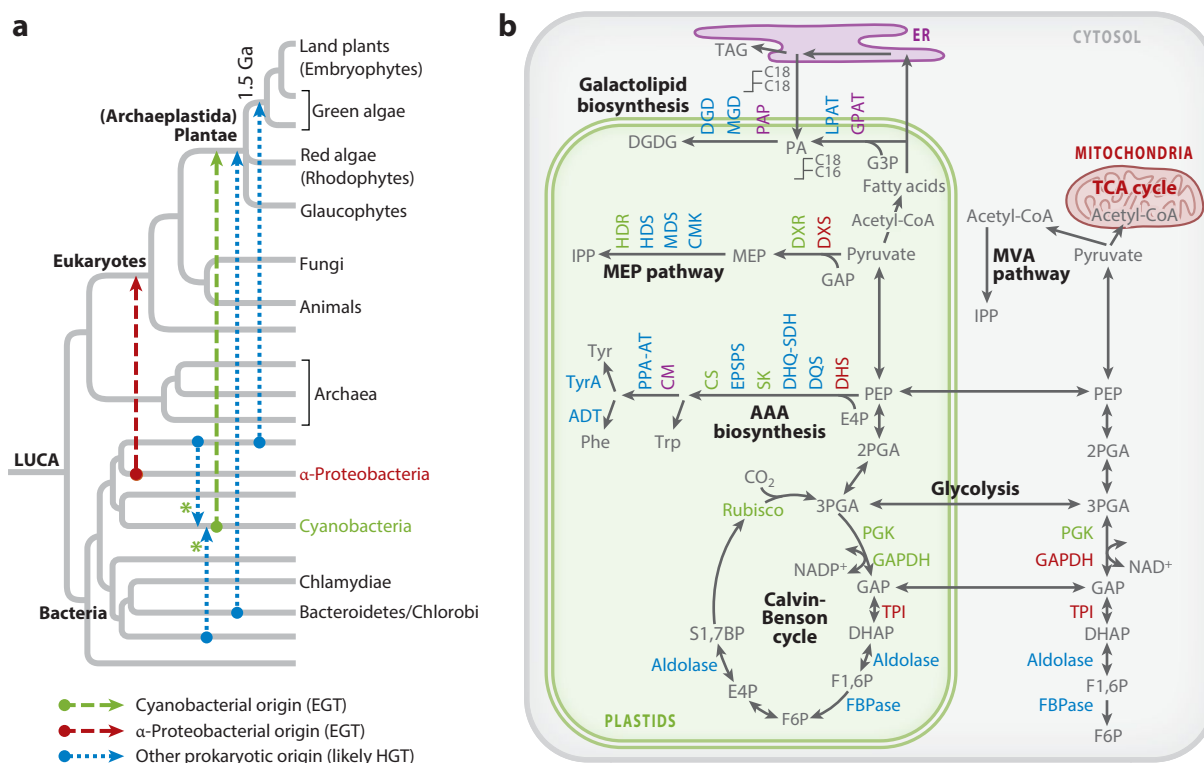 a
1.5 Ga
Land plants
(Embryophytes)
Green algae
(Archaeplastida)
Plantae
Red algae
(Rhodophytes)
Glaucophytes
Eukaryotes
Fungi
Animals
Archaea
LUCA
α-Proteobacteria
*
Cyanobacteria
*
Chlamydiae
Bacteria
Bacteroidetes/Chlorobi
Cyanobacterial origin (EGT)
α-Proteobacterial origin (EGT)
Other prokaryotic origin (likely HGT)
b
ER
CYTOSOL
TAG
C18
C18
Galactolipid
biosynthesis
DGD
MGD
PAP
LPAT
GPAT
DGDG
PA
G3P
C18
C16
Fatty acids
Acetyl-CoA
HDR
HDS
MDS
CMK
DXR
DXS
IPP
MEP
Pyruvate
MEP pathway
GAP
MITOCHONDRIA
TCA cycle
Acetyl-CoA
Acetyl-CoA
MVA
pathway
Pyruvate
IPP
Tyr
TyrA
ADT
Phe
PPA-AT
CM
Trp
CS
EPSPS
SK
DHQ-SDH
DQS
DHS
PEP
PEP
E4P
AAA
biosynthesis
2PGA
2PGA
CO2
Rubisco
3PGA
Glycolysis
3PGA
PGK
GAPDH
NADP+
PGK
GAPDH
NAD+
GAP
GAP
Calvin-
Benson
cycle
TPI
TPI
S1,7BP
DHAP
DHAP
Aldolase
Aldolase
Aldolase
E4P
F1,6P
F1,6P
FBPase
FBPase
F6P
F6P
PLASTIDS